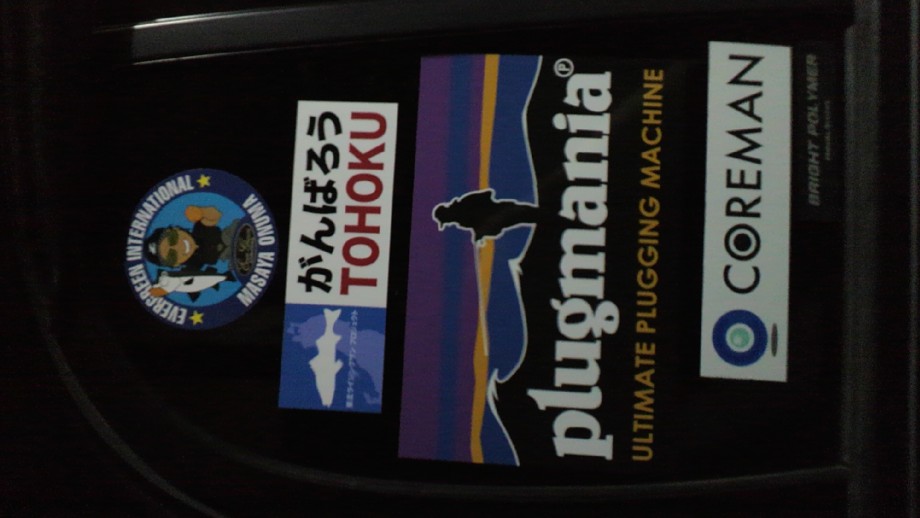 EVERGREEN INTERNATIONAL
MASAYA ONUMA
がんばろう
TOHOKU
plugmania®
ULTIMATE PLUGGING MACHINE
COREMAN
BRIGHT POLYMER